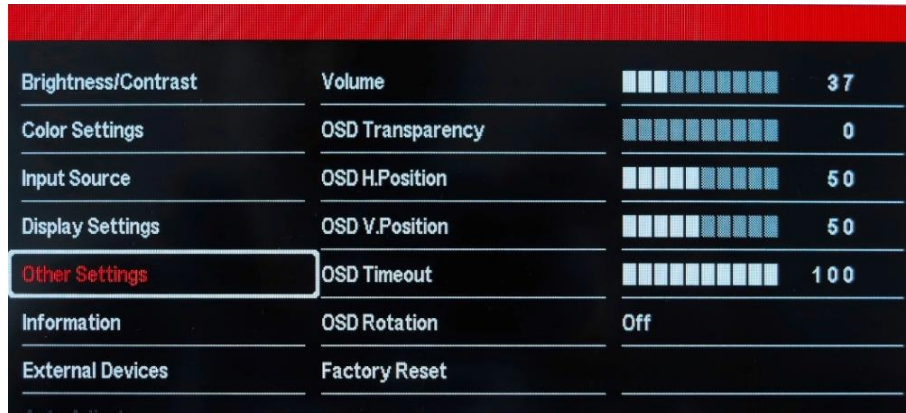 Brightness/Contrast Volume 37
Color Settings OSD Transparency 0
Input Source OSD H.Position 50
Display Settings OSD V.Position 50
Other Settings OSD Timeout 100
Information OSD Rotation Off
External Devices Factory Reset